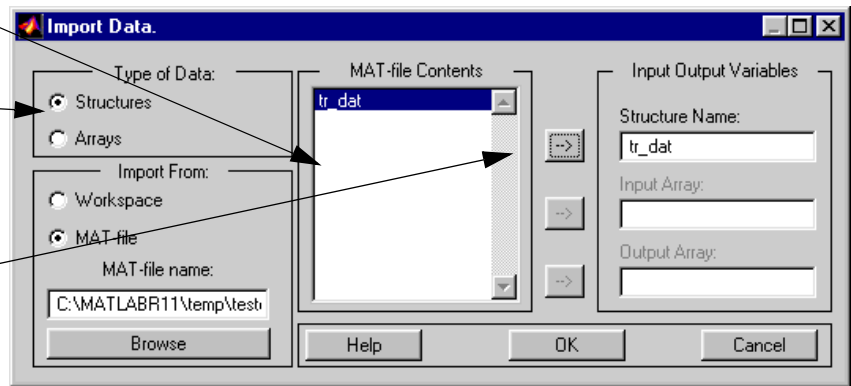 Import Data.
Type of Data:
Structures
Arrays
Import From:
Workspace
MAT-file
MAT-file name:
C:\MATLABR11\temp\test
Browse
MAT-file Contents
tr_dat
-->
-->
-->
Input Output Variables
Structure Name:
tr_dat
Input Array:
Output Array:
Help
OK
Cancel